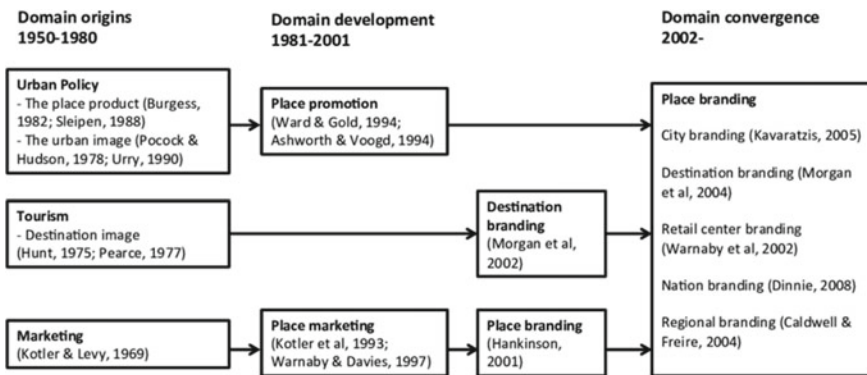 Domain origins
1950-1980
Domain development
1981-2001
Domain convergence
2002-
Urban Policy
- The place product (Burgess,
1982; Sleipen, 1988)
- The urban image (Pocock &
Hudson, 1978; Urry, 1990)
Place promotion
(Ward & Gold, 1994;
Ashworth & Voogd, 1994)
Tourism
- Destination image
(Hunt, 1975; Pearce, 1977)
Destination
branding
(Morgan et al,
2002)
Marketing
(Kotler & Levy, 1969)
Place marketing
(Kotler et al, 1993;
Warnaby & Davies, 1997)
Place branding
(Hankinson,
2001)
Place branding
City branding (Kavaratzis, 2005)
Destination branding (Morgan
et al, 2004)
Retail center branding
(Warnaby et al, 2002)
Nation branding (Dinnie, 2008)
Regional branding (Caldwell &
Freire, 2004)